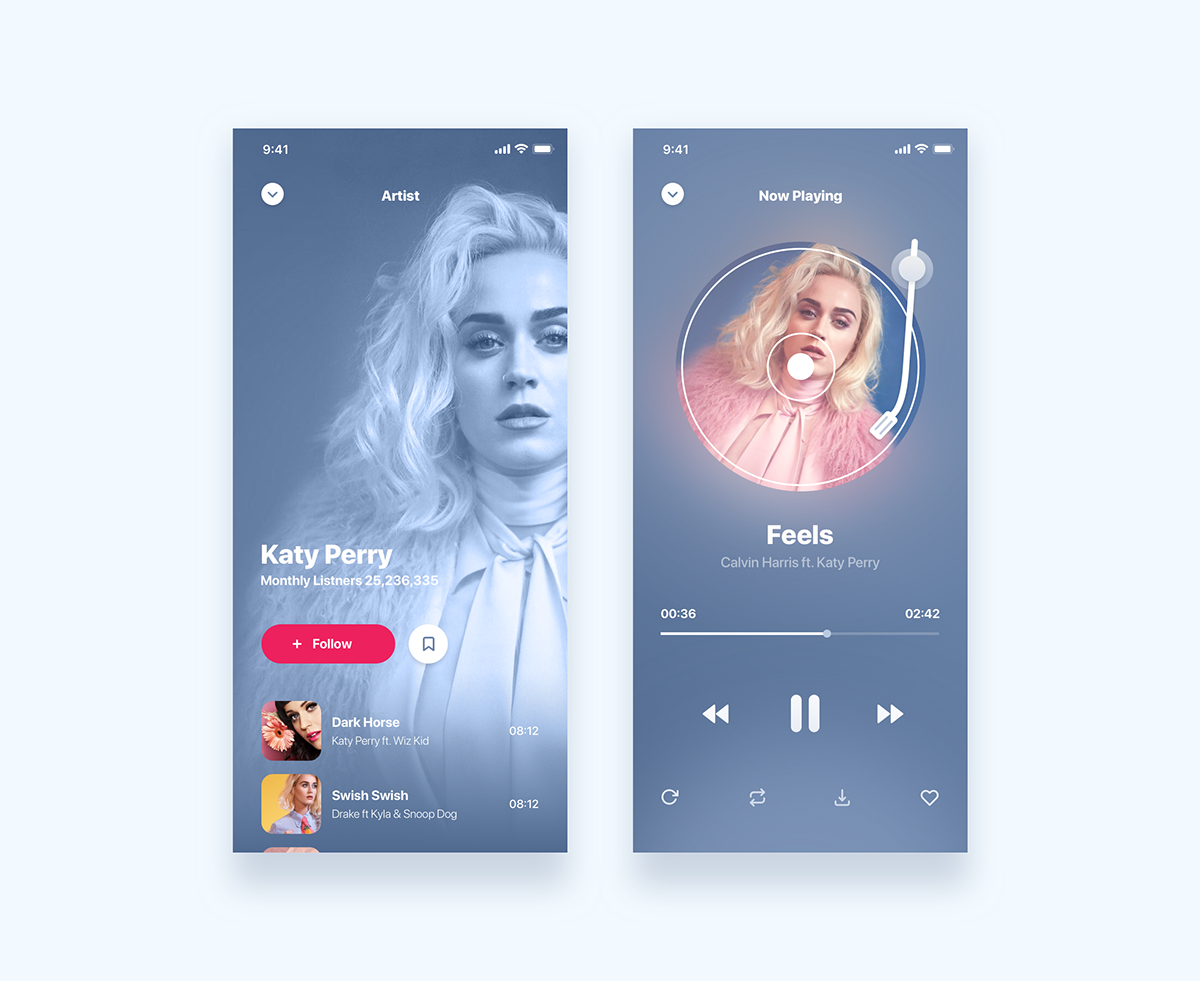 9:41
Artist
Katy Perry
Monthly Listners 25,236,335
+ Follow
Dark Horse
Katy Perry ft. Wiz Kid
08:12
Swish Swish
Drake ft Kyla & Snoop Dog
08:12
9:41
Now Playing
Feels
Calvin Harris ft. Katy Perry
00:36
02:42